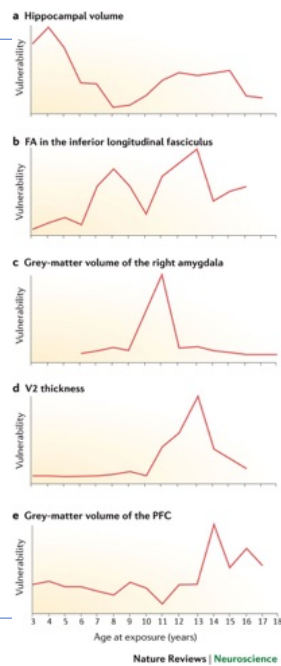 a Hippocampal volume
Vulnerability
b FA in the inferior longitudinal fasciculus
Vulnerability
c Grey-matter volume of the right amygdala
Vulnerability
d V2 thickness
Vulnerability
e Grey-matter volume of the PFC
Vulnerability
3 4 5 6 7 8 9 10 11 12 13 14 15 16 17 18
Age at exposure (years)
Nature Reviews | Neuroscience